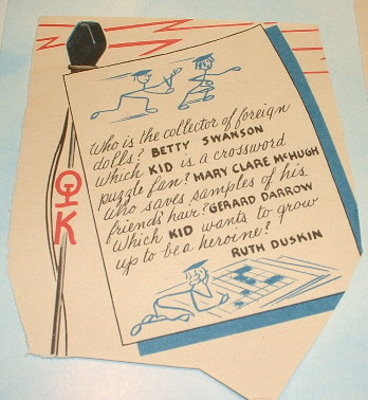 Who is the collector of foreign
dolls? BETTY SWANSON
Which KID is a crossword
puzzle fan? MARY CLARE McHUGH
Who saves samples of his
friends' hair? GERARD DARROW
Which KID wants to grow
up to be a heroine?
RUTH DUSKIN
QK